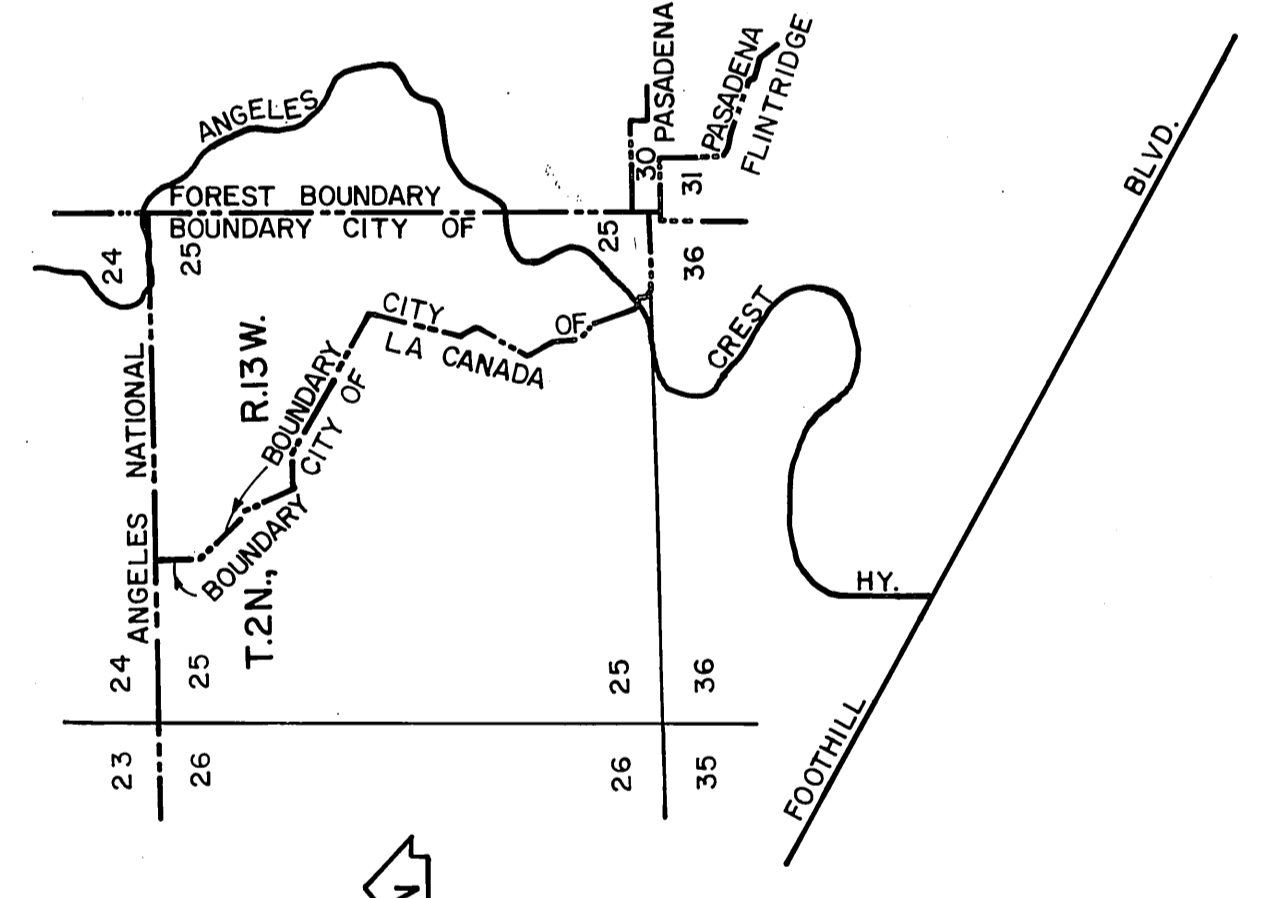 ANGELES
PASADENA
PASADENA
FLINTRIDGE
BLVD.
30
31
FOREST BOUNDARY
BOUNDARY CITY OF
24
25
25
36
CITY OF
LA CANADA
CREST
R.13W.
BOUNDARY
CITY OF
ANGELES NATIONAL
BOUNDARY
T.2N.,
HY.
24
25
25
36
FOOTHILL
23
26
26
35
N